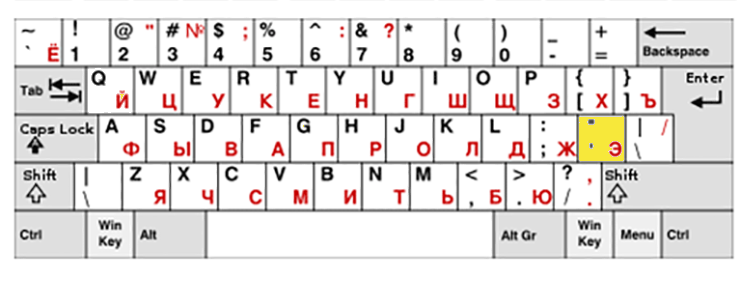 ~ ` Ё ! 1 @ " 2 # № 3 $ ; 4 % 5 ^ : 6 & ? 7 * 8 ( 9 ) 0 _ - + = Backspace
Tab Q Й W Ц E У R К T Е Y Н U Г I Ш O Щ P З { [ Х } ] Ъ Enter
Caps Lock A Ф S Ы D В F А G П H Р J О K Л L Д : ; Ж " ' Э | / \
Shift | \ Z Я X Ч C С V М B И N Т M Ь < , Б > . Ю ? , / . Shift
Ctrl Win Key Alt Alt Gr Win Key Menu Ctrl